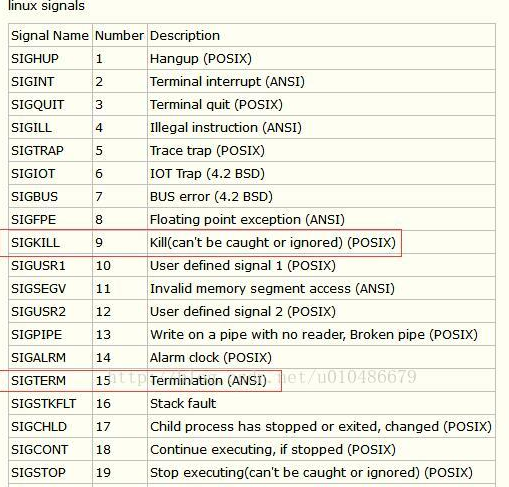 linux signals
Signal Name Number Description
SIGHUP 1 Hangup (POSIX)
SIGINT 2 Terminal interrupt (ANSI)
SIGQUIT 3 Terminal quit (POSIX)
SIGILL 4 Illegal instruction (ANSI)
SIGTRAP 5 Trace trap (POSIX)
SIGIOT 6 IOT Trap (4.2 BSD)
SIGBUS 7 BUS error (4.2 BSD)
SIGFPE 8 Floating point exception (ANSI)
SIGKILL 9 Kill(can't be caught or ignored) (POSIX)
SIGUSR1 10 User defined signal 1 (POSIX)
SIGSEGV 11 Invalid memory segment access (ANSI)
SIGUSR2 12 User defined signal 2 (POSIX)
SIGPIPE 13 Write on a pipe with no reader, Broken pipe (POSIX)
SIGALRM 14 Alarm clock (POSIX)
SIGTERM 15 Termination (ANSI)
SIGSTKFLT 16 Stack fault
SIGCHLD 17 Child process has stopped or exited, changed (POSIX)
SIGCONT 18 Continue executing, if stopped (POSIX)
SIGSTOP 19 Stop executing(can't be caught or ignored) (POSIX)